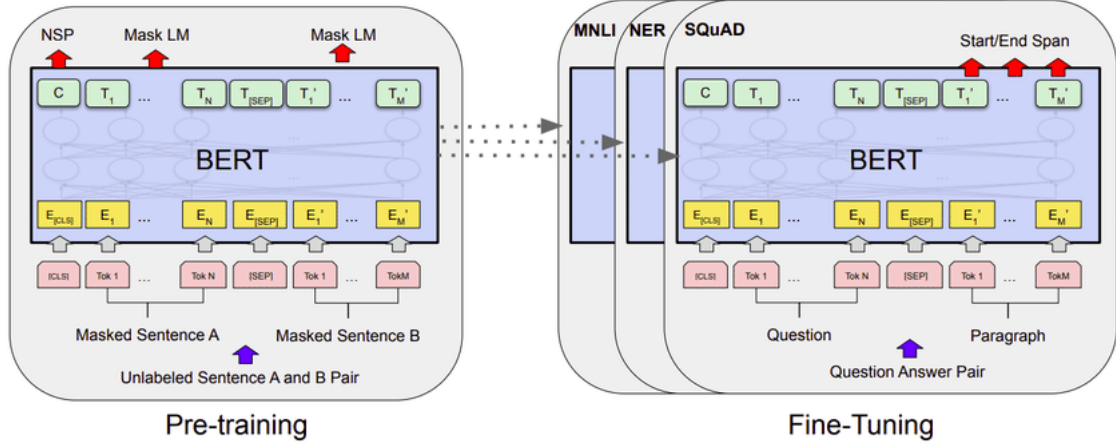 NSP Mask LM Mask LM
C T1 ... TN T[SEP] T1' ... TM'
BERT
E[CLS] E1 ... EN E[SEP] E1' ... EM'
[CLS] Tok 1 ... Tok N [SEP] Tok 1 ... TokM
Masked Sentence A Masked Sentence B
Unlabeled Sentence A and B Pair
Pre-training
MNLI NER SQuAD
Start/End Span
C T1 ... TN T[SEP] T1' ... TM'
BERT
E[CLS] E1 ... EN E[SEP] E1' ... EM'
[CLS] Tok 1 ... Tok N [SEP] Tok 1 ... TokM
Question Paragraph
Question Answer Pair
Fine-Tuning